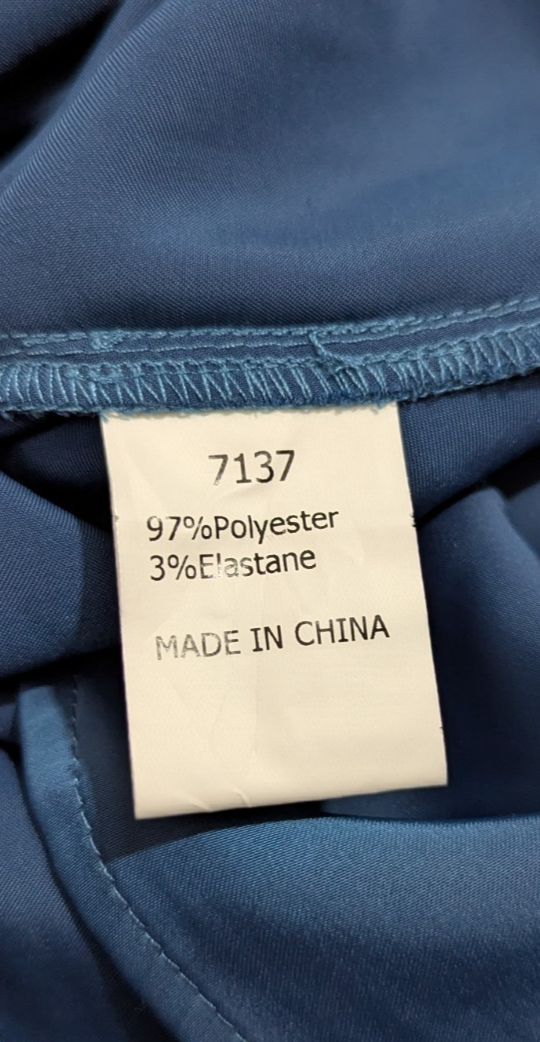 7137
97%Polyester
3%Elastane
MADE IN CHINA